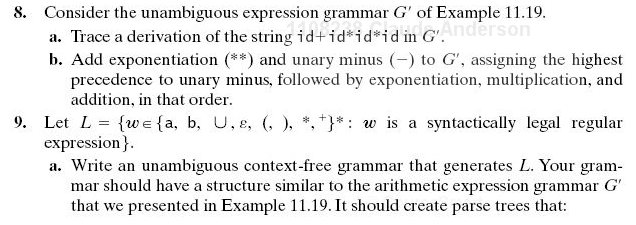 8. Consider the unambiguous expression grammar G′ of Example 11.19.
a. Trace a derivation of the string id+id*id*id in G′.
b. Add exponentiation (**) and unary minus (−) to G′, assigning the highest
precedence to unary minus, followed by exponentiation, multiplication, and
addition, in that order.
9. Let L = {w ∈ {a, b, ∪, ε, (, ), *, ⁺}*: w is a syntactically legal regular
expression}.
a. Write an unambiguous context-free grammar that generates L. Your gram-
mar should have a structure similar to the arithmetic expression grammar G′
that we presented in Example 11.19. It should create parse trees that: